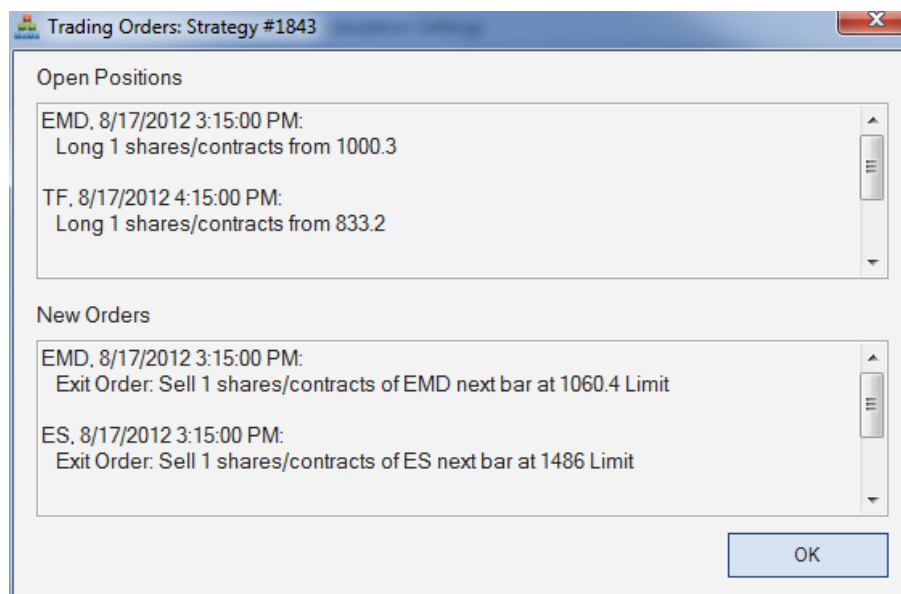 Trading Orders: Strategy #1843
Open Positions
EMD, 8/17/2012 3:15:00 PM:
Long 1 shares/contracts from 1000.3
TF, 8/17/2012 4:15:00 PM:
Long 1 shares/contracts from 833.2
New Orders
EMD, 8/17/2012 3:15:00 PM:
Exit Order: Sell 1 shares/contracts of EMD next bar at 1060.4 Limit
ES, 8/17/2012 3:15:00 PM:
Exit Order: Sell 1 shares/contracts of ES next bar at 1486 Limit
OK